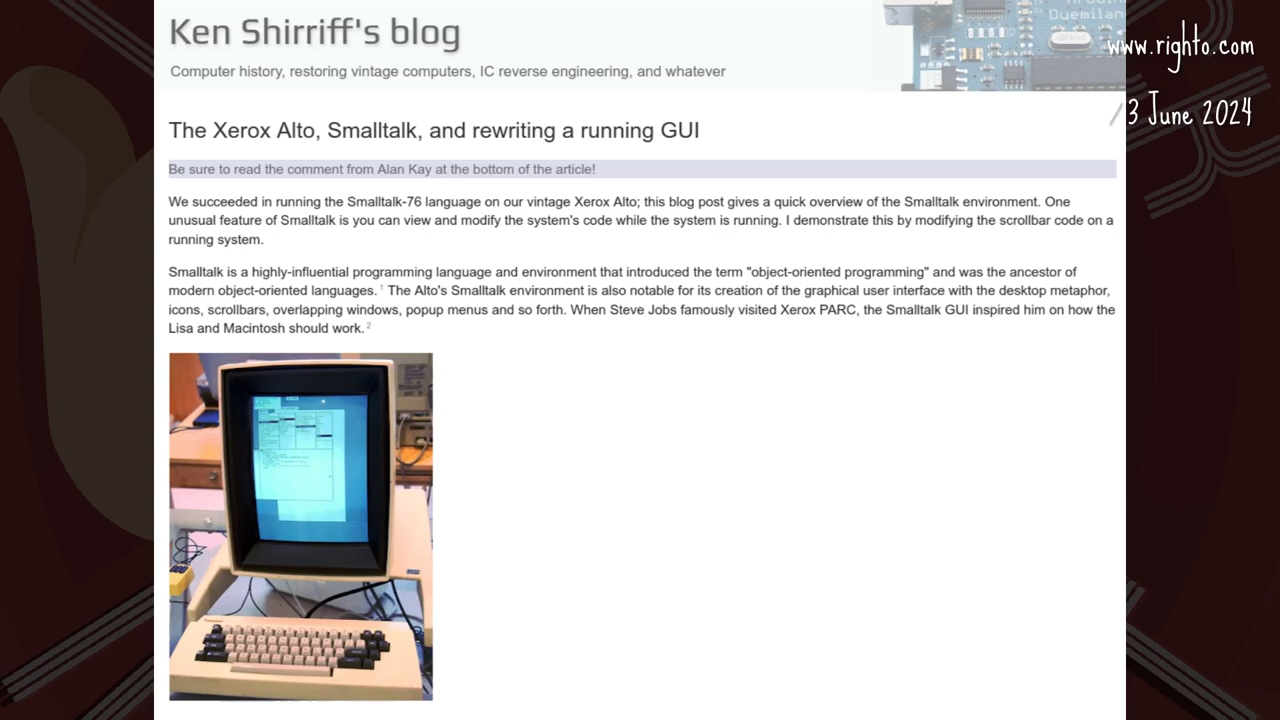 Ken Shirriff's blog
Computer history, restoring vintage computers, IC reverse engineering, and whatever
www.righto.com
3 June 2024
The Xerox Alto, Smalltalk, and rewriting a running GUI
Be sure to read the comment from Alan Kay at the bottom of the article!
We succeeded in running the Smalltalk-76 language on our vintage Xerox Alto; this blog post gives a quick overview of the Smalltalk environment. One
unusual feature of Smalltalk is you can view and modify the system's code while the system is running. I demonstrate this by modifying the scrollbar code on a
running system.
Smalltalk is a highly-influential programming language and environment that introduced the term "object-oriented programming" and was the ancestor of
modern object-oriented languages. 1 The Alto's Smalltalk environment is also notable for its creation of the graphical user interface with the desktop metaphor,
icons, scrollbars, overlapping windows, popup menus and so forth. When Steve Jobs famously visited Xerox PARC, the Smalltalk GUI inspired him on how the
Lisa and Macintosh should work. 2